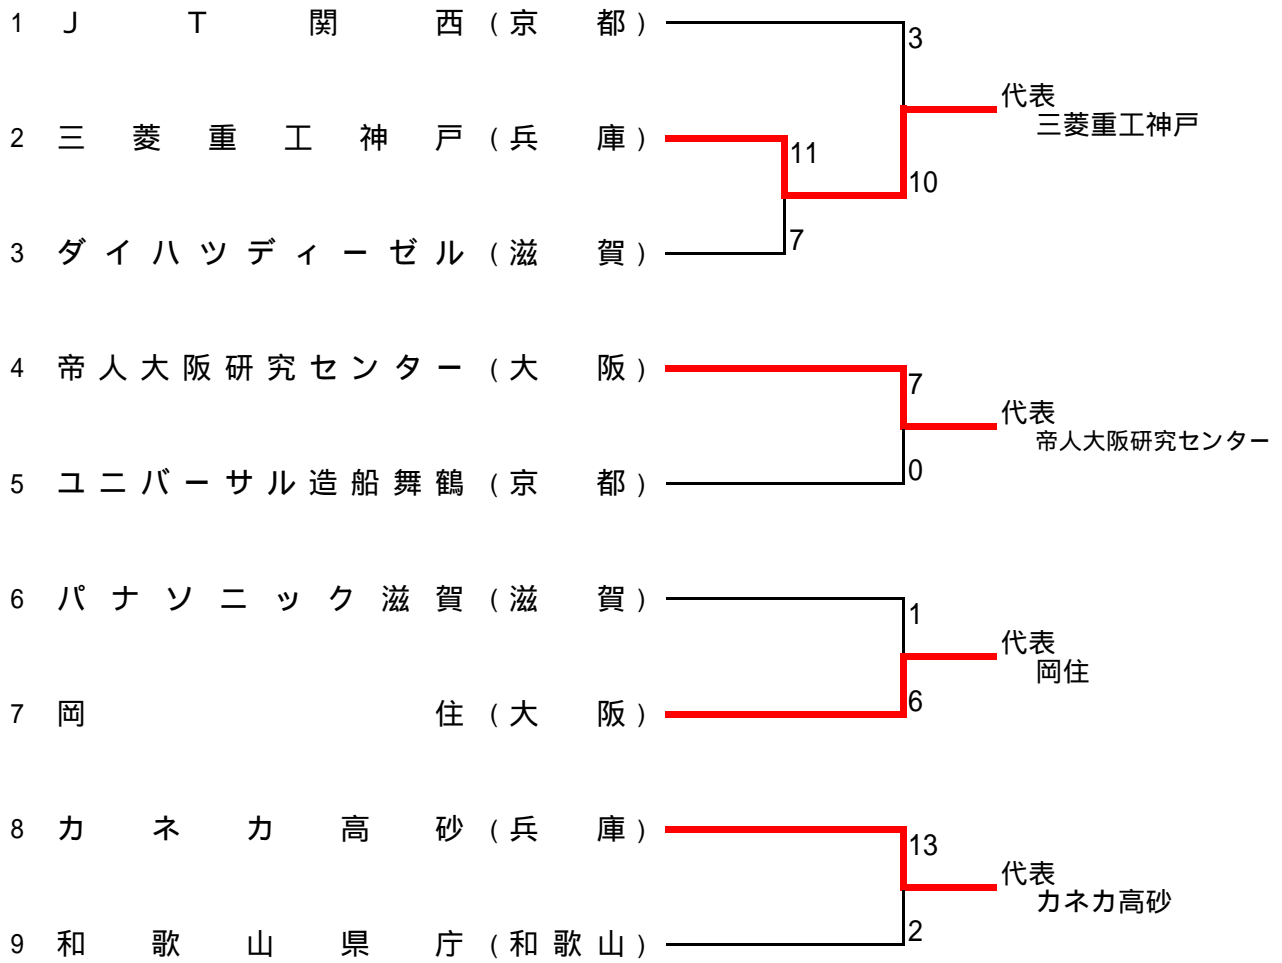 1 ＪＴ関西(京都)
3
代表
三菱重工神戸
2 三菱重工神戸(兵庫)
11
10
7
3 ダイハツディーゼル(滋賀)
4 帝人大阪研究センター(大阪)
7
代表
帝人大阪研究センター
0
5 ユニバーサル造船舞鶴(京都)
6 パナソニック滋賀(滋賀)
1
代表
岡住
6
7 岡住(大阪)
8 カネカ高砂(兵庫)
13
代表
カネカ高砂
2
9 和歌山県庁(和歌山)